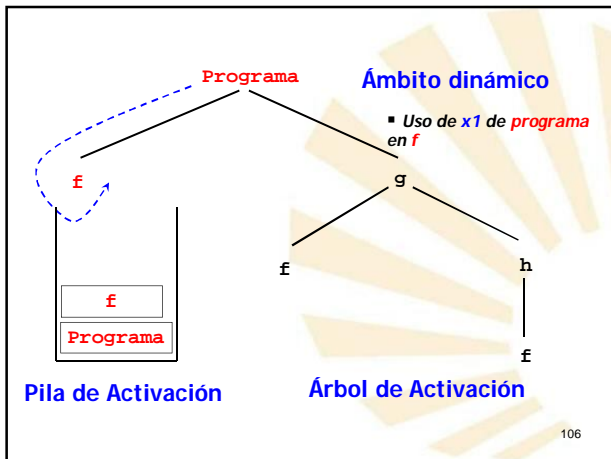 Programa
Ámbito dinámico
▪ Uso de x1 de programa
en f
f
g
f
h
f
Programa
f
Pila de Activación
Árbol de Activación
106